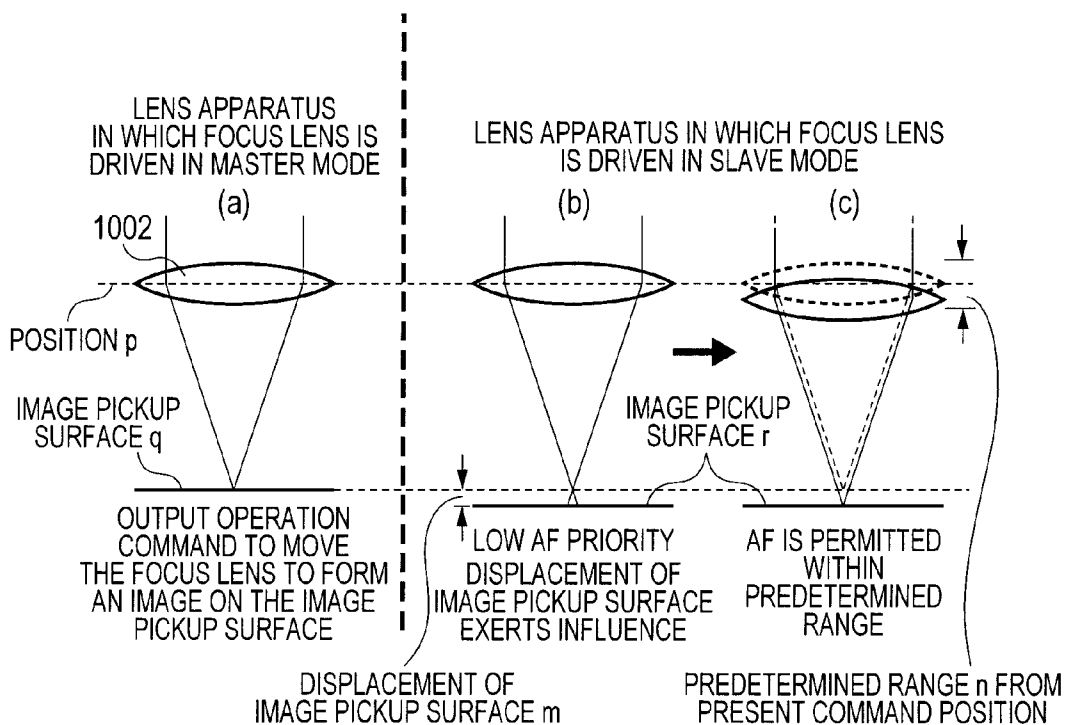 LENS APPARATUS
IN WHICH FOCUS LENS IS
DRIVEN IN MASTER MODE
(a)
1002
POSITION p
IMAGE PICKUP
SURFACE q
OUTPUT OPERATION
COMMAND TO MOVE
THE FOCUS LENS TO FORM
AN IMAGE ON THE IMAGE
PICKUP SURFACE
LENS APPARATUS IN WHICH FOCUS LENS
IS DRIVEN IN SLAVE MODE
(b)
(c)
IMAGE PICKUP
SURFACE r
LOW AF PRIORITY
DISPLACEMENT OF
IMAGE PICKUP SURFACE
EXERTS INFLUENCE
AF IS PERMITTED
WITHIN
PREDETERMINED
RANGE
DISPLACEMENT OF
IMAGE PICKUP SURFACE m
PREDETERMINED RANGE n FROM
PRESENT COMMAND POSITION